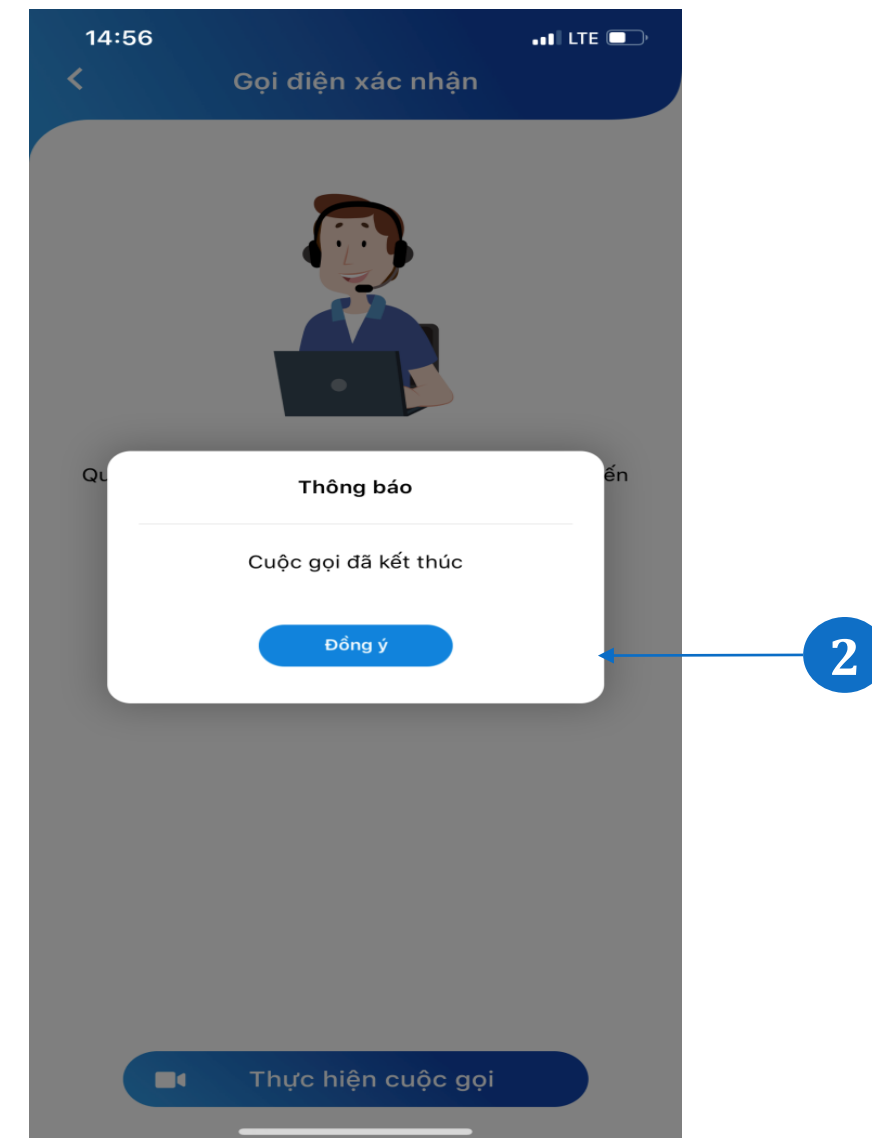 14:56 LTE
Gọi điện xác nhận
Thông báo
Cuộc gọi đã kết thúc
Đồng ý
2
Thực hiện cuộc gọi